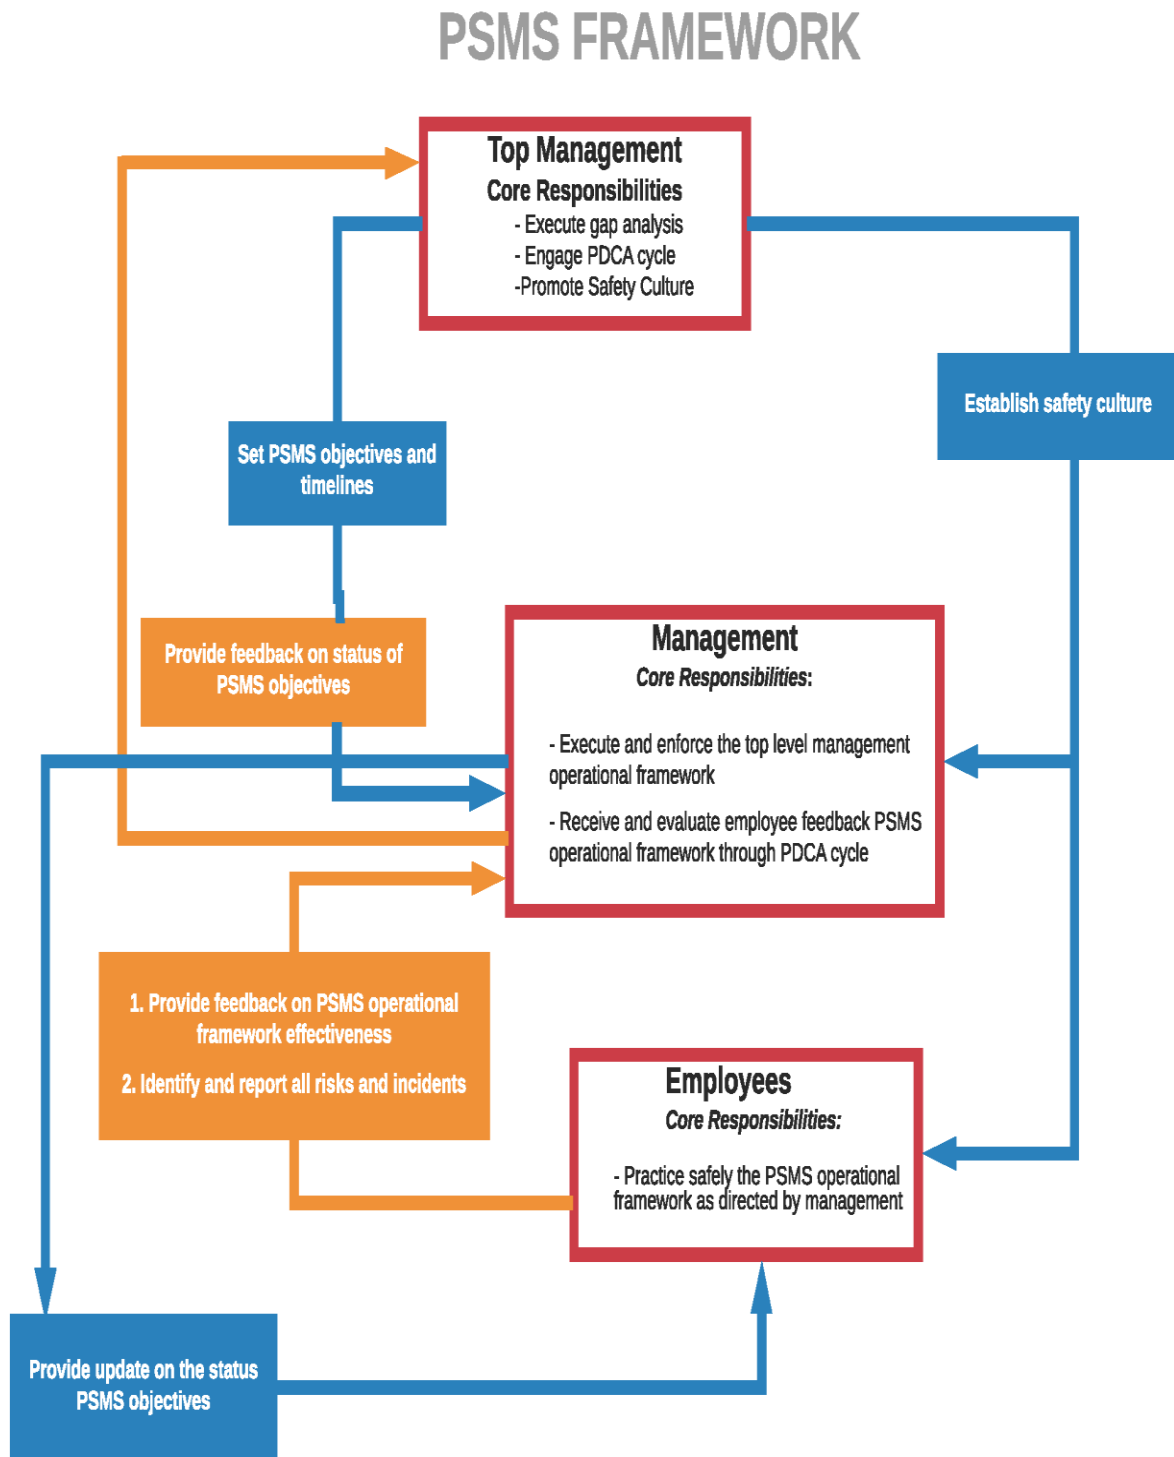 PSMS FRAMEWORK
Top Management
Core Responsibilities
- Execute gap analysis
- Engage PDCA cycle
-Promote Safety Culture
Establish safety culture
Set PSMS objectives and
timelines
Provide feedback on status of
PSMS objectives
Management
Core Responsibilities:
- Execute and enforce the top level management
operational framework
- Receive and evaluate employee feedback PSMS
operational framework through PDCA cycle
1. Provide feedback on PSMS operational
framework effectiveness
2. Identify and report all risks and incidents
Employees
Core Responsibilities:
- Practice safely the PSMS operational
framework as directed by management
Provide update on the status
PSMS objectives